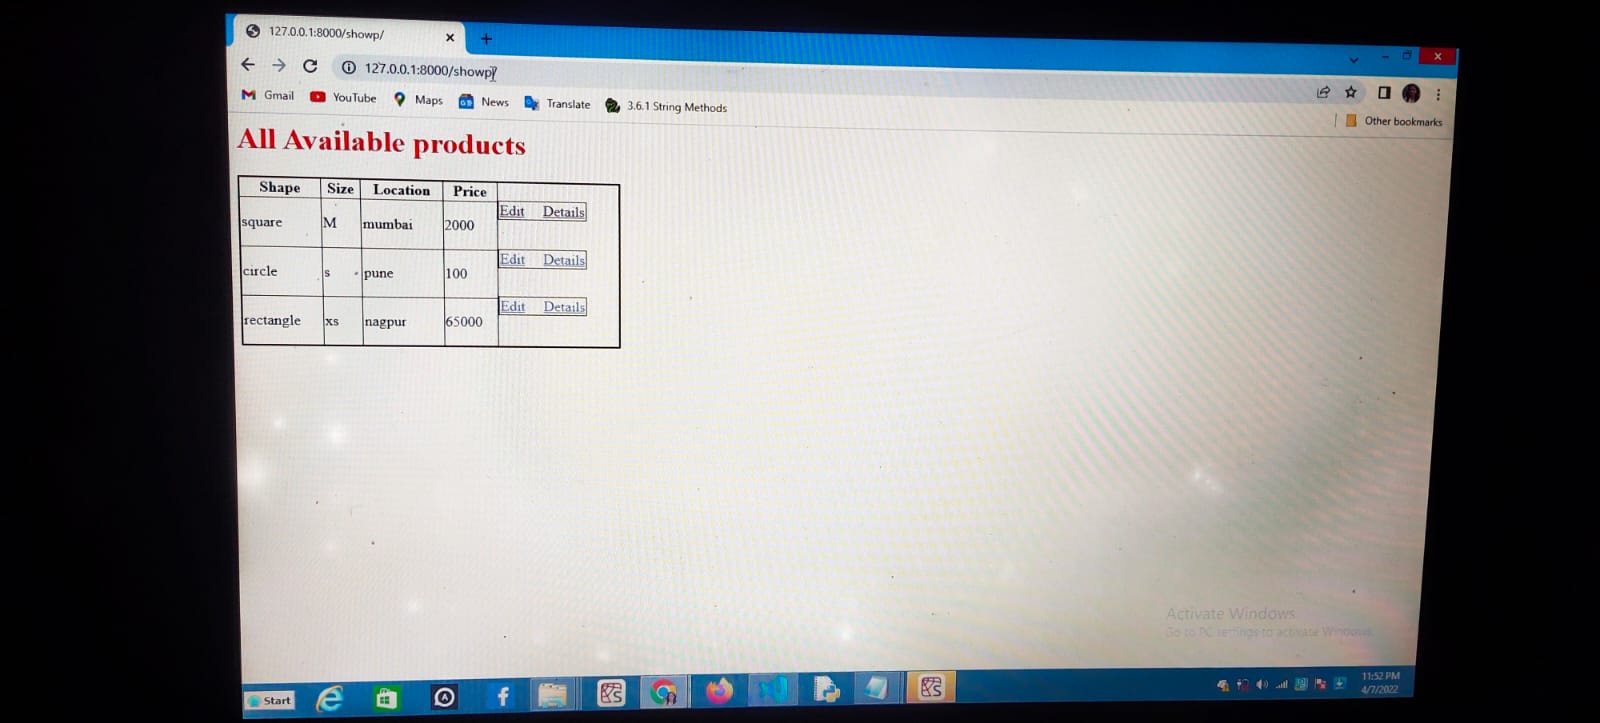 127.0.0.1:8000/showp/
127.0.0.1:8000/showp/
Gmail YouTube Maps News Translate 3.6.1 String Methods
Other bookmarks
All Available products
Shape Size Location Price
square M mumbai 2000 Edit Details
circle s pune 100 Edit Details
rectangle xs nagpur 65000 Edit Details
Activate Windows
Go to PC settings to activate Windows.
Start
11:52 PM
4/7/2022